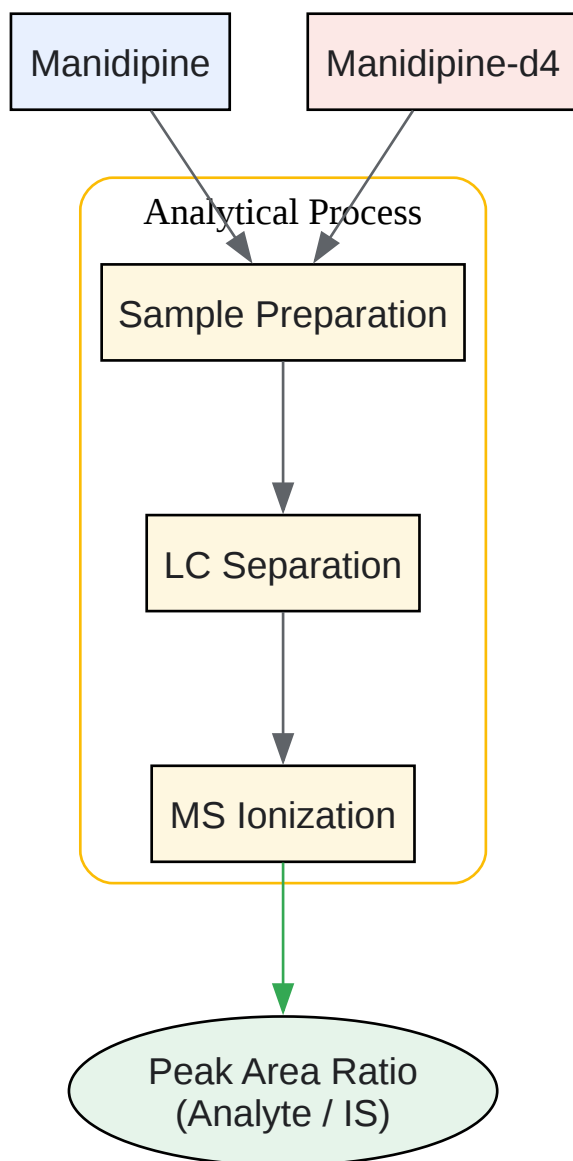 Manidipine
Manidipine-d4
Analytical Process
Sample Preparation
LC Separation
MS Ionization
Peak Area Ratio
(Analyte / IS)